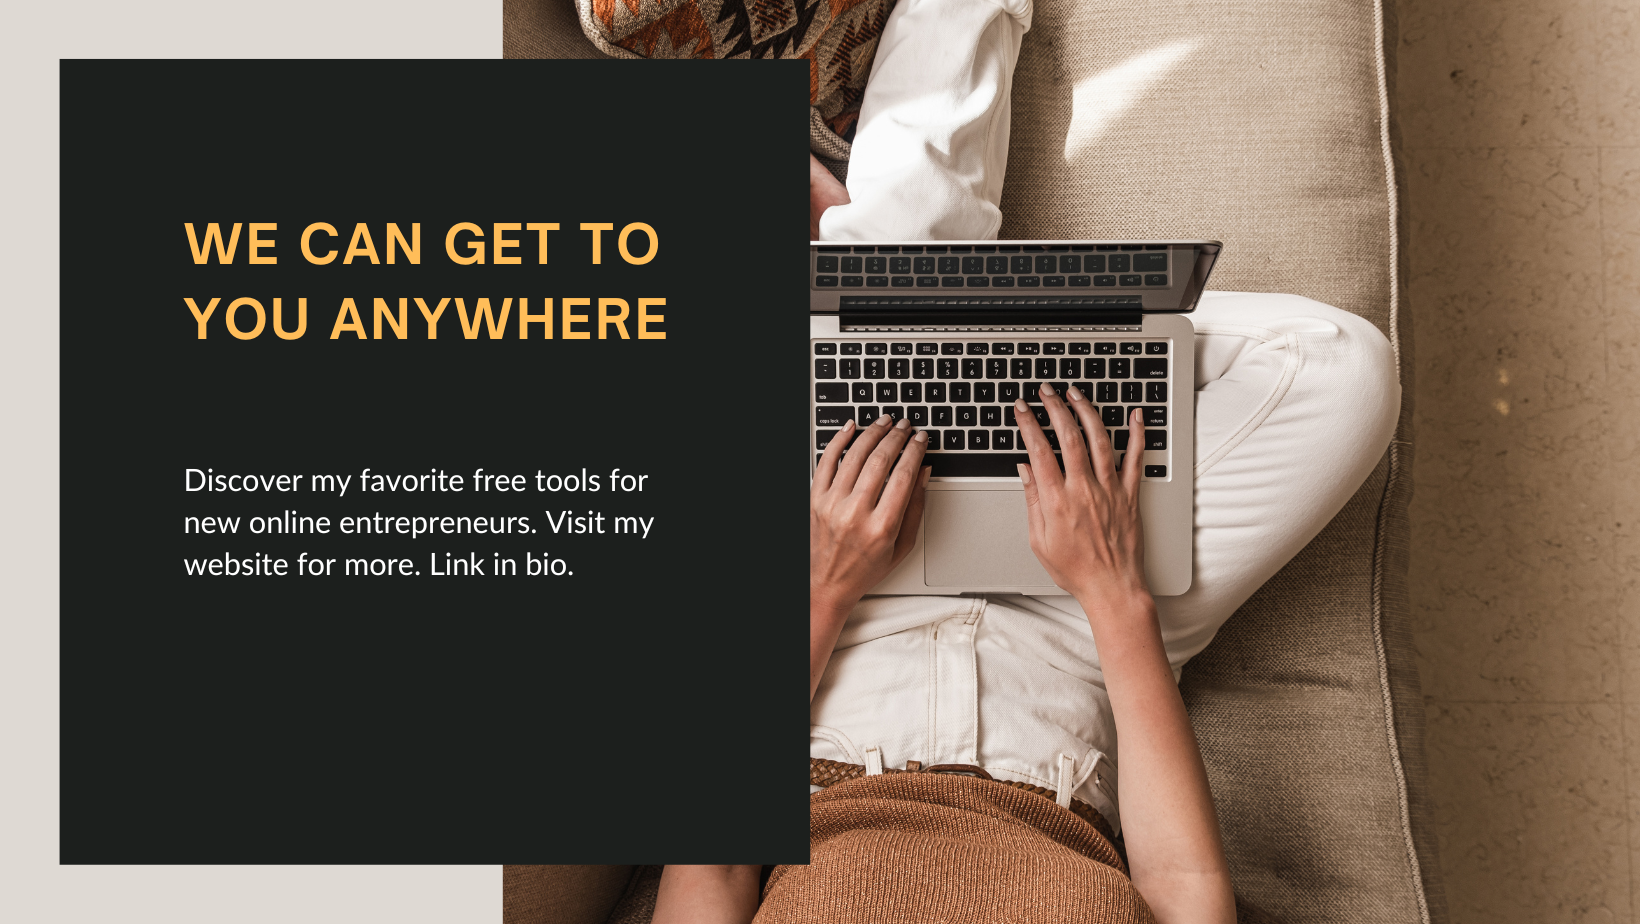 WE CAN GET TO
YOU ANYWHERE
Discover my favorite free tools for
new online entrepreneurs. Visit my
website for more. Link in bio.